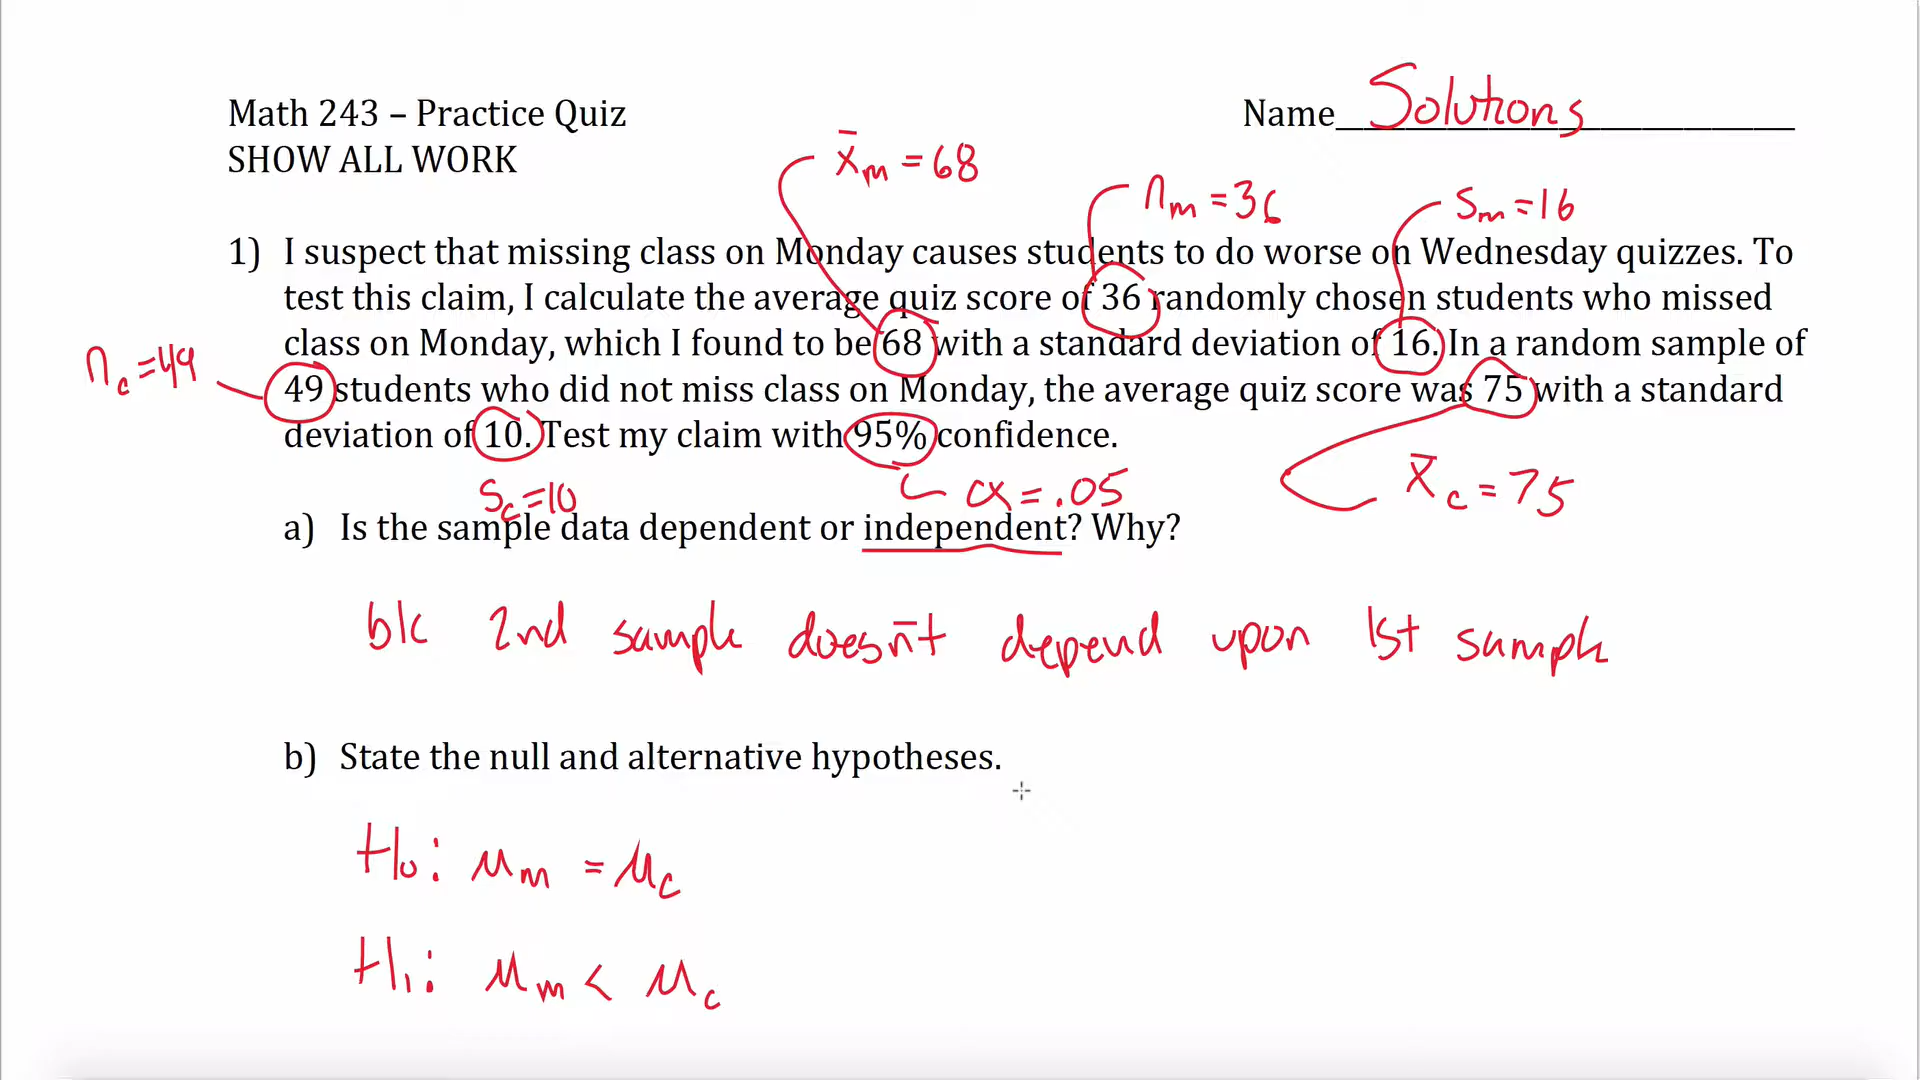 Math 243 – Practice Quiz
Name Solutions
SHOW ALL WORK
x̄ₘ = 68
nₘ = 36
sₘ = 16
1) I suspect that missing class on Monday causes students to do worse on Wednesday quizzes. To
test this claim, I calculate the average quiz score of 36 randomly chosen students who missed
class on Monday, which I found to be 68 with a standard deviation of 16. In a random sample of
n_c = 49
49 students who did not miss class on Monday, the average quiz score was 75 with a standard
deviation of 10. Test my claim with 95% confidence.
s_c = 10
α = .05
x̄_c = 75
a) Is the sample data dependent or independent? Why?
b/c 2nd sample doesn't depend upon 1st sample
b) State the null and alternative hypotheses.
H₀: μₘ = μ_c
H₁: μₘ < μ_c